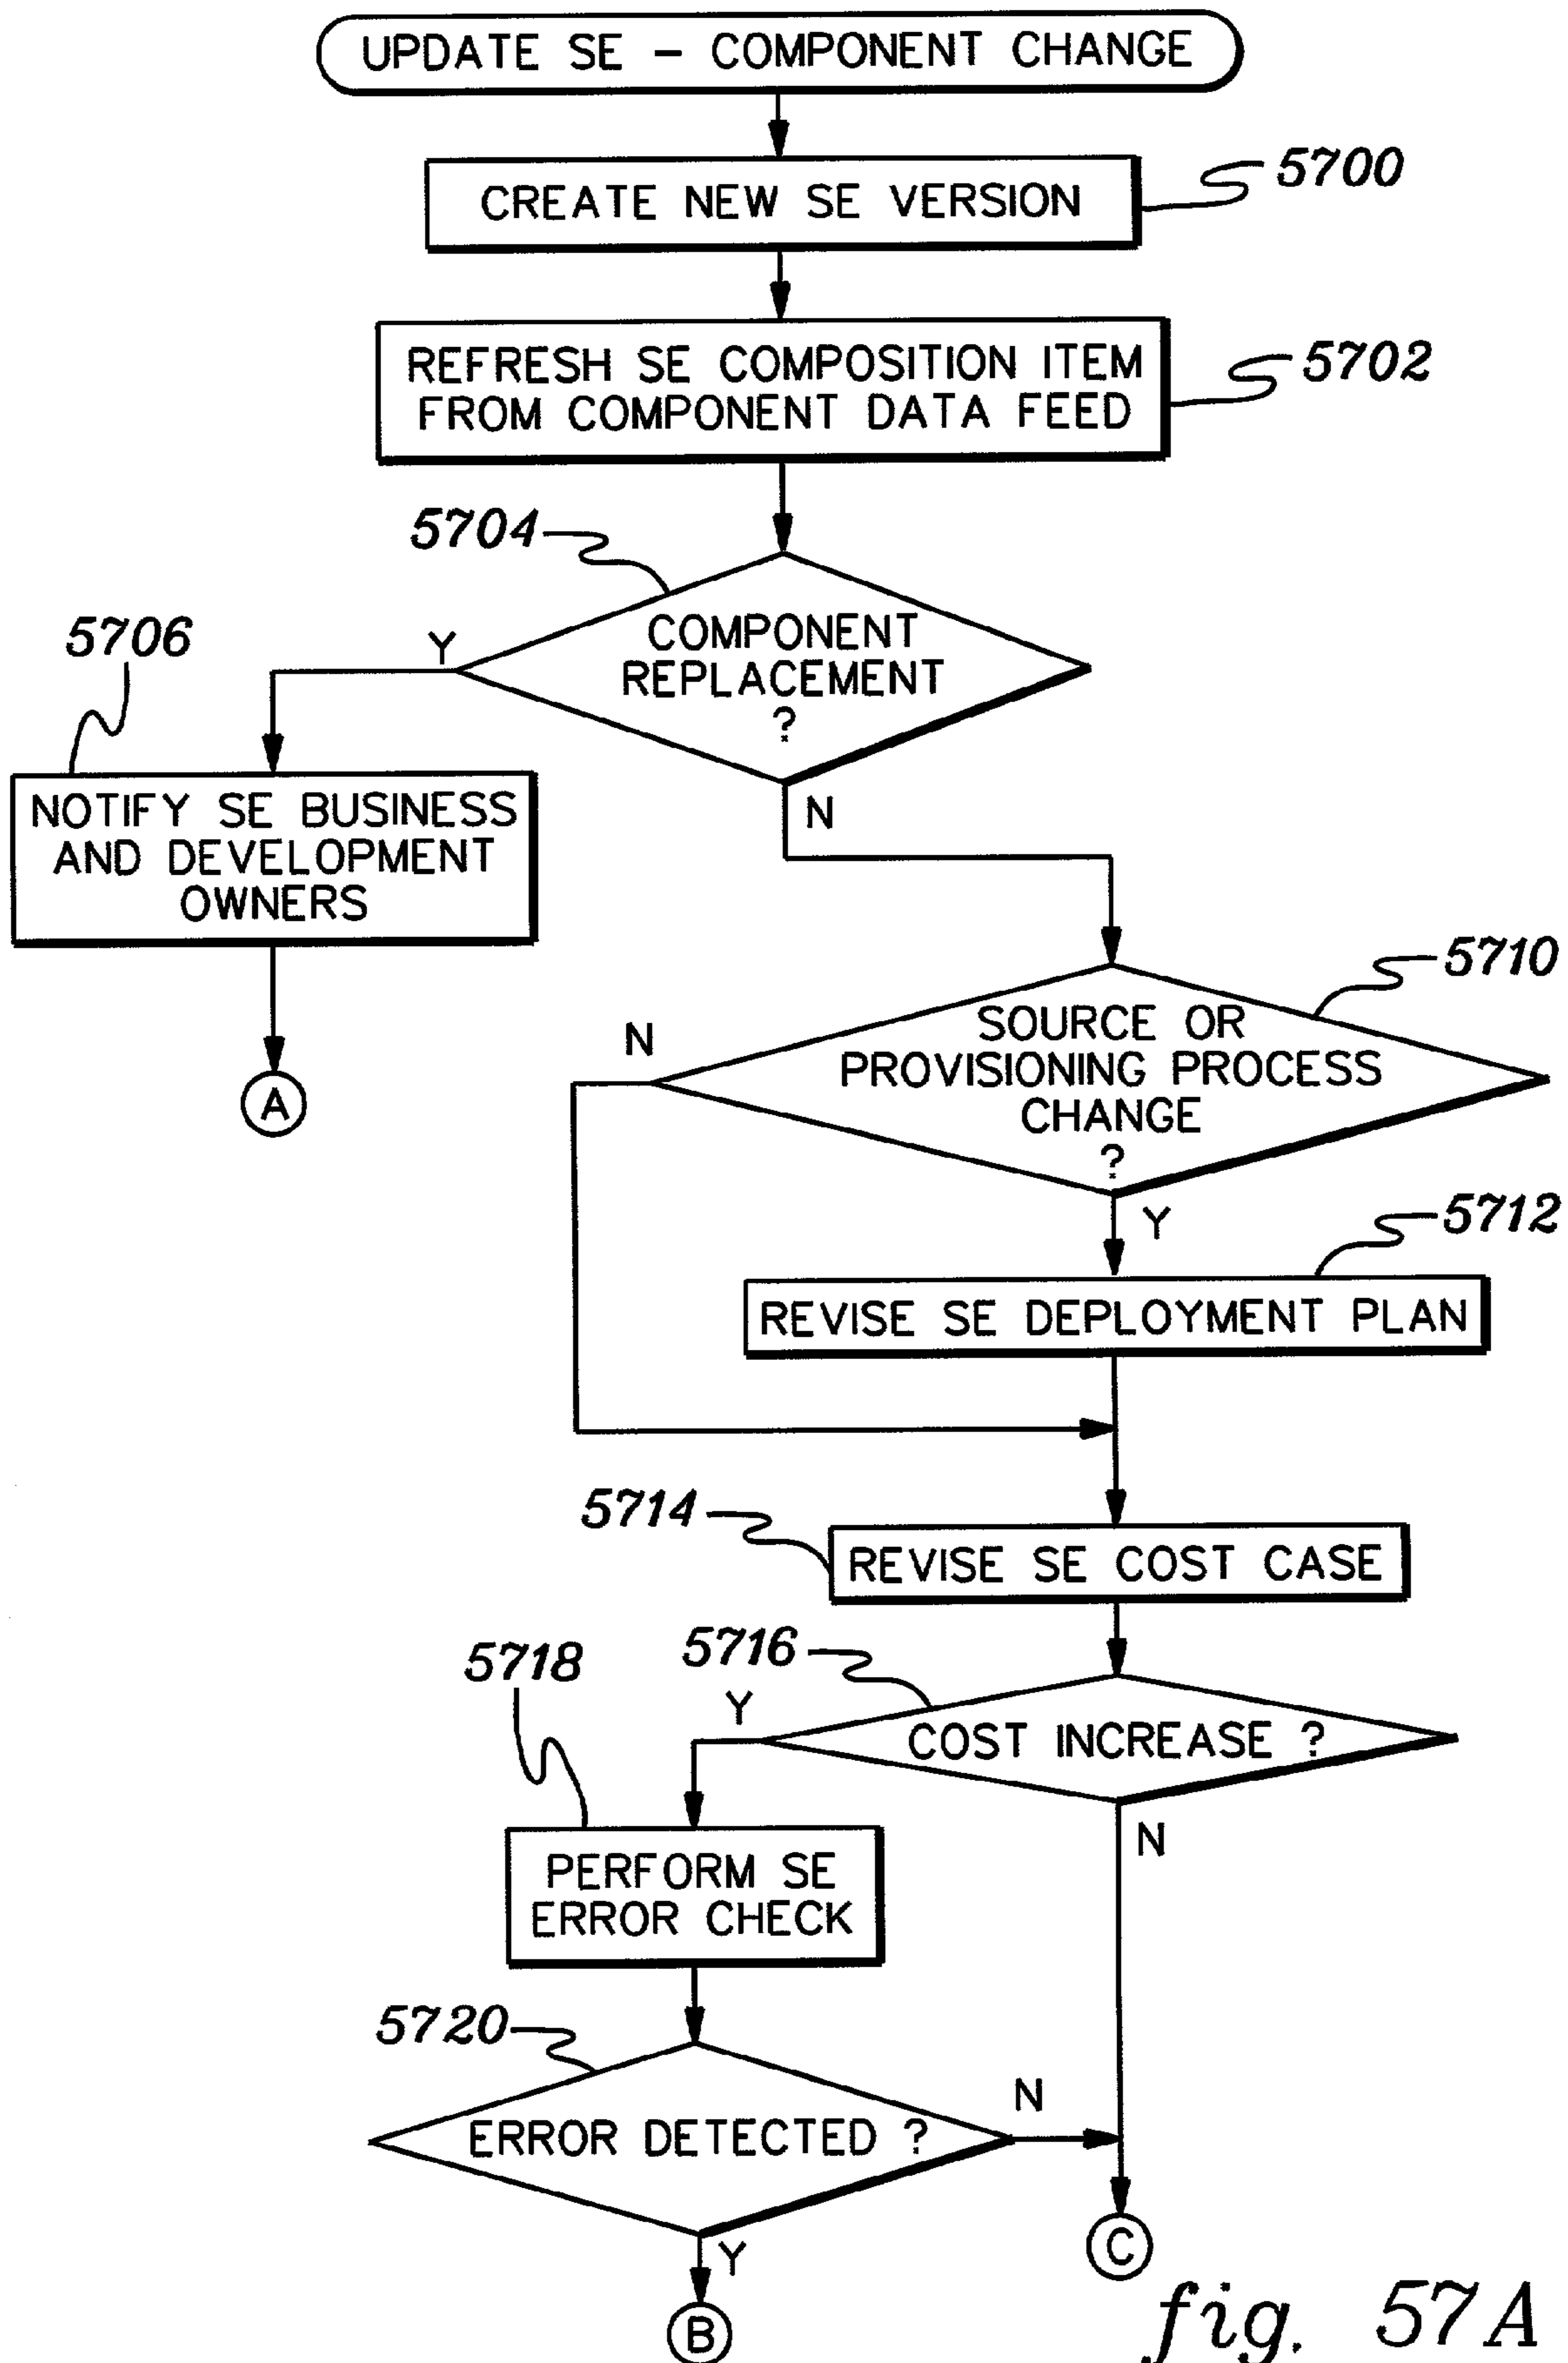 UPDATE SE - COMPONENT CHANGE
CREATE NEW SE VERSION
5700
REFRESH SE COMPOSITION ITEM
FROM COMPONENT DATA FEED
5702
5704
COMPONENT
REPLACEMENT
?
Y
N
5706
NOTIFY SE BUSINESS
AND DEVELOPMENT
OWNERS
A
5710
SOURCE OR
PROVISIONING PROCESS
CHANGE
?
N
Y
5712
REVISE SE DEPLOYMENT PLAN
5714
REVISE SE COST CASE
5716
COST INCREASE ?
Y
N
5718
PERFORM SE
ERROR CHECK
5720
ERROR DETECTED ?
N
Y
C
B
fig. 57A